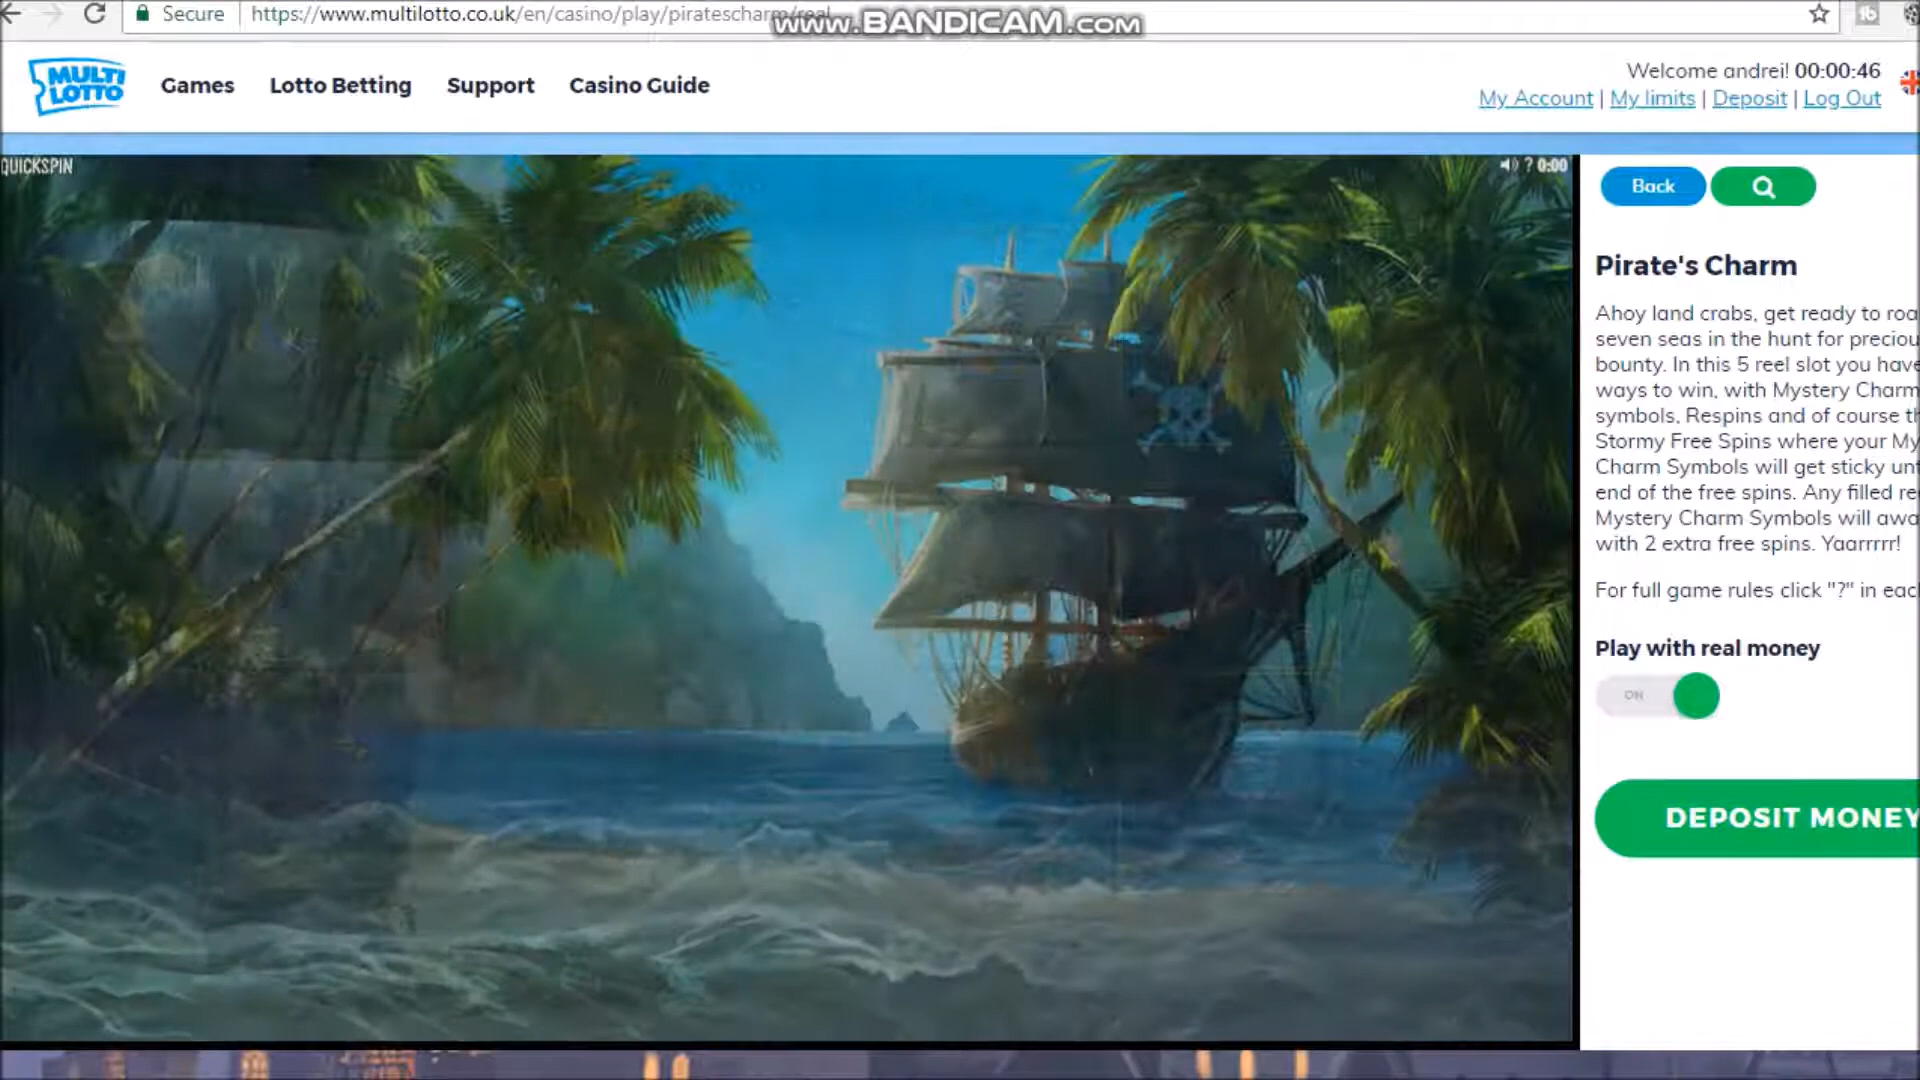 Secure
https://www.multilotto.co.uk/en/casino/play/piratescharm/real
www.BANDICAM.com
MULTI
LOTTO
Games
Lotto Betting
Support
Casino Guide
Welcome andrei! 00:00:46
My Account | My limits | Deposit | Log Out
QUICKSPIN
? 0:00
Back
Pirate's Charm
Ahoy land crabs, get ready to roa
seven seas in the hunt for preciou
bounty. In this 5 reel slot you have
ways to win, with Mystery Charm
symbols, Respins and of course th
Stormy Free Spins where your My
Charm Symbols will get sticky unt
end of the free spins. Any filled re
Mystery Charm Symbols will awa
with 2 extra free spins. Yaarrrrr!
For full game rules click "?" in eac
Play with real money
ON
DEPOSIT MONEY